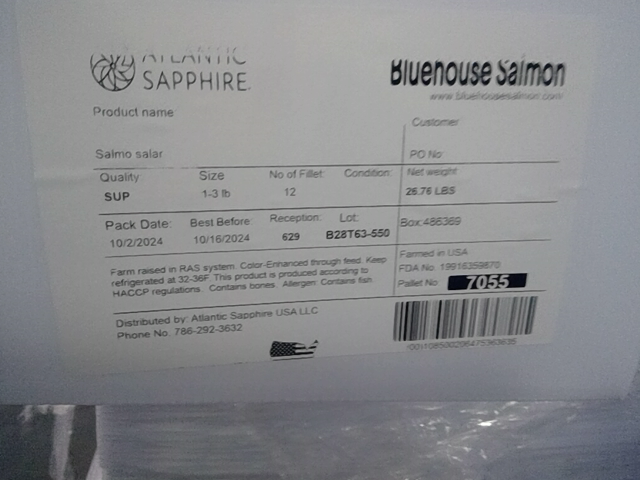 ATLANTIC
SAPPHIRE
Bluehouse Salmon
www.bluehousesalmon.com
Product name
Customer
Salmo salar
PO No
Quality Size No of Fillet: Condition: Net weight
SUP 1-3 lb 12 26.76 LBS
Pack Date: Best Before: Reception: Lot: Box:486369
10/2/2024 10/16/2024 629 B28T63-550
Farm raised in RAS system. Color-Enhanced through feed. Keep
refrigerated at 32-36F. This product is produced according to
HACCP regulations. Contains bones. Allergen: Contains fish.
Farmed in USA
FDA No.
Pallet No: 7055
Distributed by: Atlantic Sapphire USA LLC
Phone No. 786-292-3632